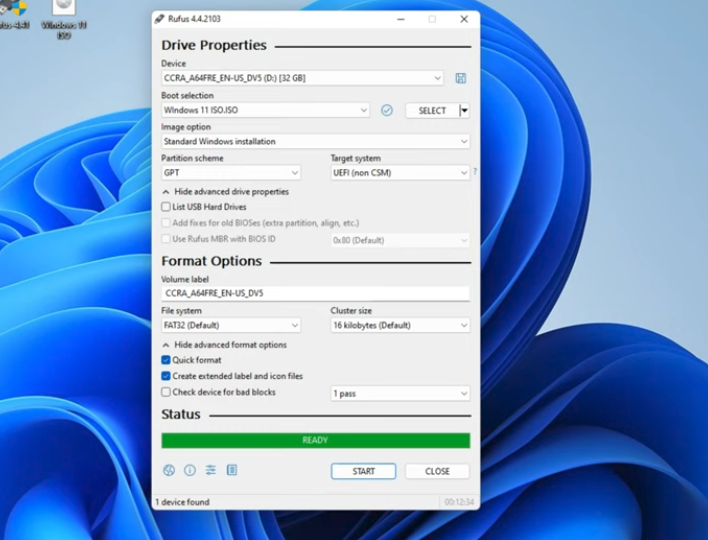 Rufus 4.4.2103
Windows 11
ISO
Drive Properties
Device
CCRA_A64FRE_EN-US_DV5 (D:) [32 GB]
Boot selection
Windows 11 ISO.ISO
SELECT
Image option
Standard Windows installation
Partition scheme
Target system
GPT
UEFI (non CSM)
?
Hide advanced drive properties
List USB Hard Drives
Add fixes for old BIOSes (extra partition, align, etc.)
Use Rufus MBR with BIOS ID
0x80 (Default)
Format Options
Volume label
CCRA_A64FRE_EN-US_DV5
File system
Cluster size
FAT32 (Default)
16 kilobytes (Default)
Hide advanced format options
Quick format
Create extended label and icon files
Check device for bad blocks
1 pass
Status
READY
START
CLOSE
1 device found
00:12:34